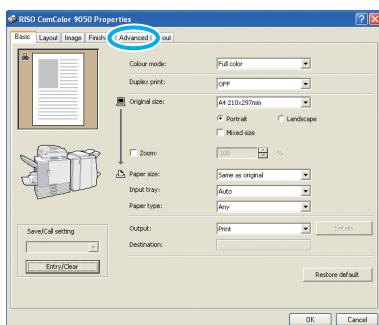 RISO ComColor 9050 Properties
Basic Layout Image Finish Advanced out
Colour mode: Full color
Duplex print: OFF
Original size: A4 210x297mm
Portrait Landscape
Mixed size
Zoom: 100 %
Paper size: Same as original
Input tray: Auto
Paper type: Any
Save/Call setting
Output: Print Details
Destination:
Entry/Clear
Restore default
OK Cancel